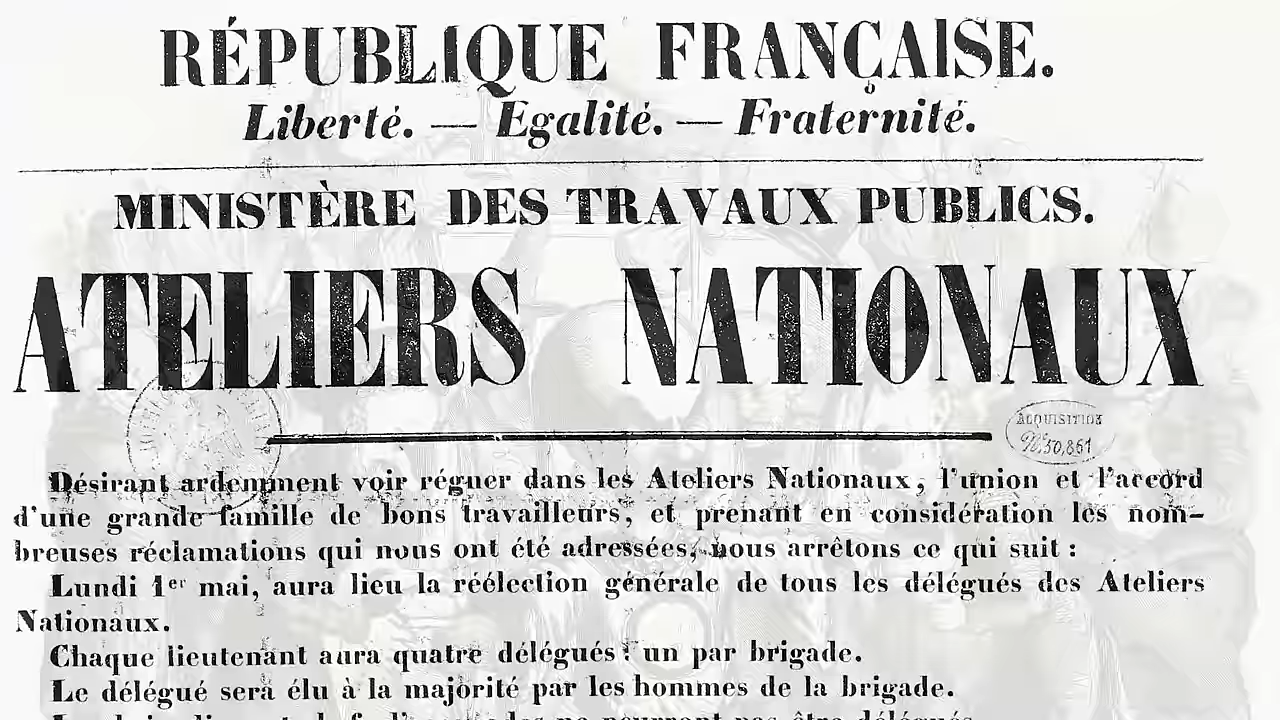 RÉPUBLIQUE FRANÇAISE.
Liberté. — Egalité. — Fraternité.
MINISTÈRE DES TRAVAUX PUBLICS.
ATELIERS NATIONAUX
ACQUISITION
No. 50,861
Désirant ardemment voir régner dans les Ateliers Nationaux, l'union et l'accord
d'une grande famille de bons travailleurs, et prenant en considération les nom-
breuses réclamations qui nous ont été adressées, nous arrêtons ce qui suit :
Lundi 1er mai, aura lieu la réélection générale de tous les délégués des Ateliers
Nationaux.
Chaque lieutenant aura quatre délégués : un par brigade.
Le délégué sera élu à la majorité par les hommes de la brigade.